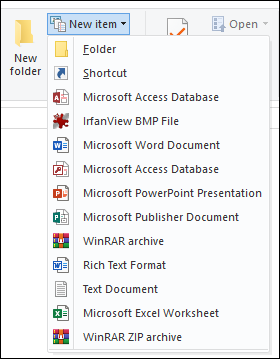 New item
Open
New
folder
Folder
Shortcut
Microsoft Access Database
IrfanView BMP File
Microsoft Word Document
Microsoft Access Database
Microsoft PowerPoint Presentation
Microsoft Publisher Document
WinRAR archive
Rich Text Format
Text Document
Microsoft Excel Worksheet
WinRAR ZIP archive